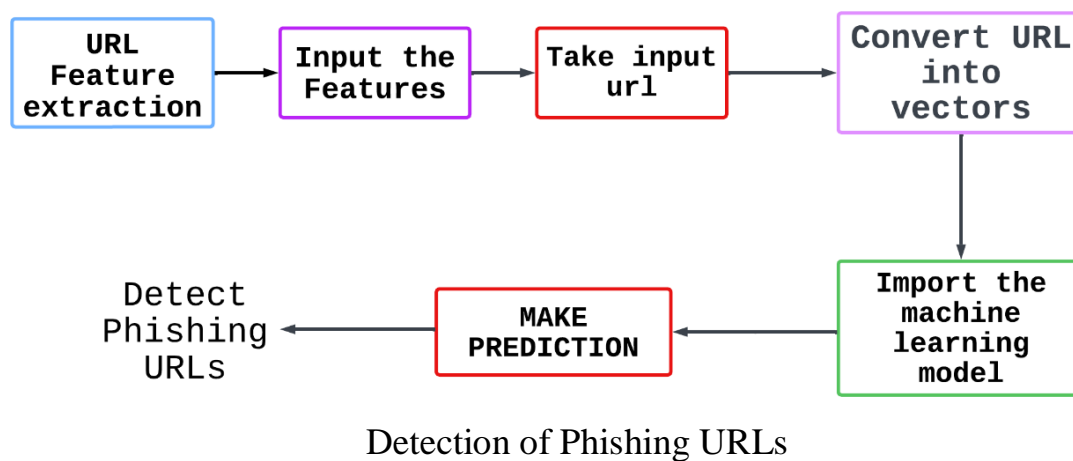 URL
Feature
extraction
Input the
Features
Take input
url
Convert URL
into
vectors
Import the
machine
learning
model
MAKE
PREDICTION
Detect
Phishing
URLs
Detection of Phishing URLs